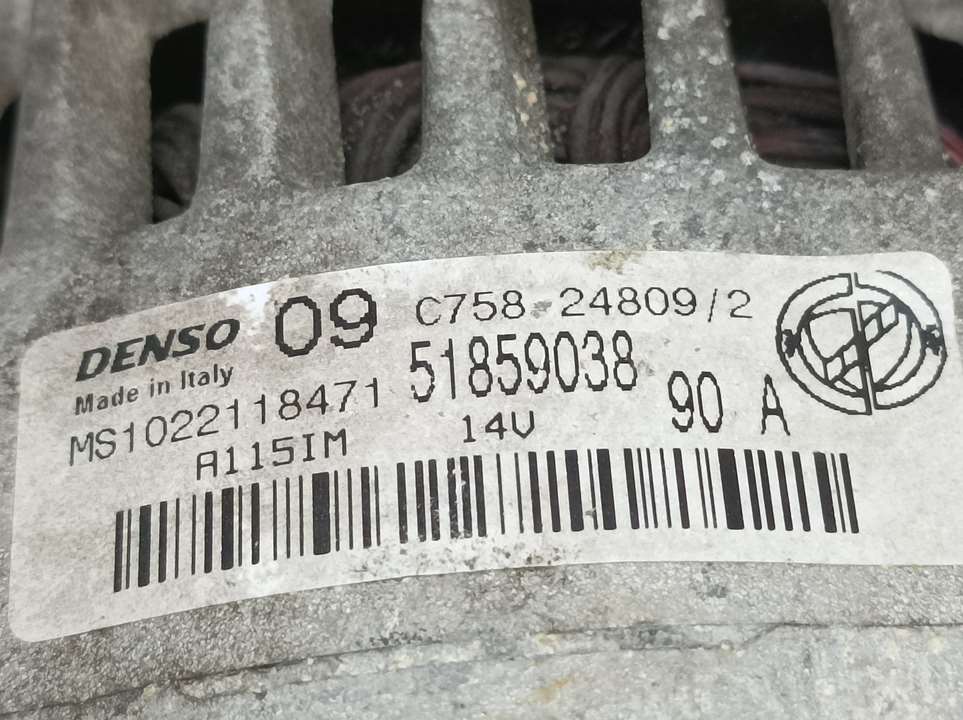 DENSO 09 C758-24809/2
Made in Italy 51859038
MS1022118471 90 A
A115IM 14V